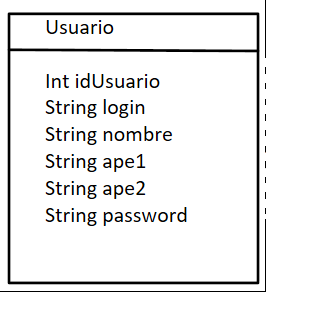 Usuario
Int idUsuario
String login
String nombre
String ape1
String ape2
String password